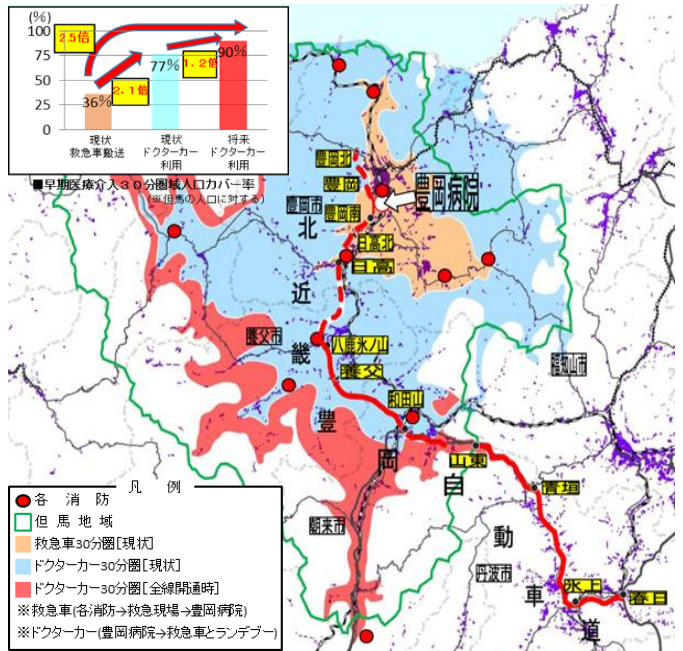 (%)
100
75
50
25
0
2.5倍
2.1倍
1.2倍
36%
77%
90%
現状
救急車搬送
現状
ドクターカー
利用
将来
ドクターカー
利用
■早期医療介入30分圏域人口カバー率
(※但馬の人口に対する)
豊岡北
豊岡
豊岡病院
豊岡市
豊岡南
日高北
日高
八鹿氷ノ山
養父市
養父
福知山市
和田山
山東
青垣
朝来市
丹波市
氷上
春日
北
近
畿
豊
岡
自
動
車
道
凡例
各消防
但馬地域
救急車30分圏[現状]
ドクターカー30分圏[現状]
ドクターカー30分圏[全線開通時]
※救急車(各消防→救急現場→豊岡病院)
※ドクターカー(豊岡病院→救急車とランデブー)